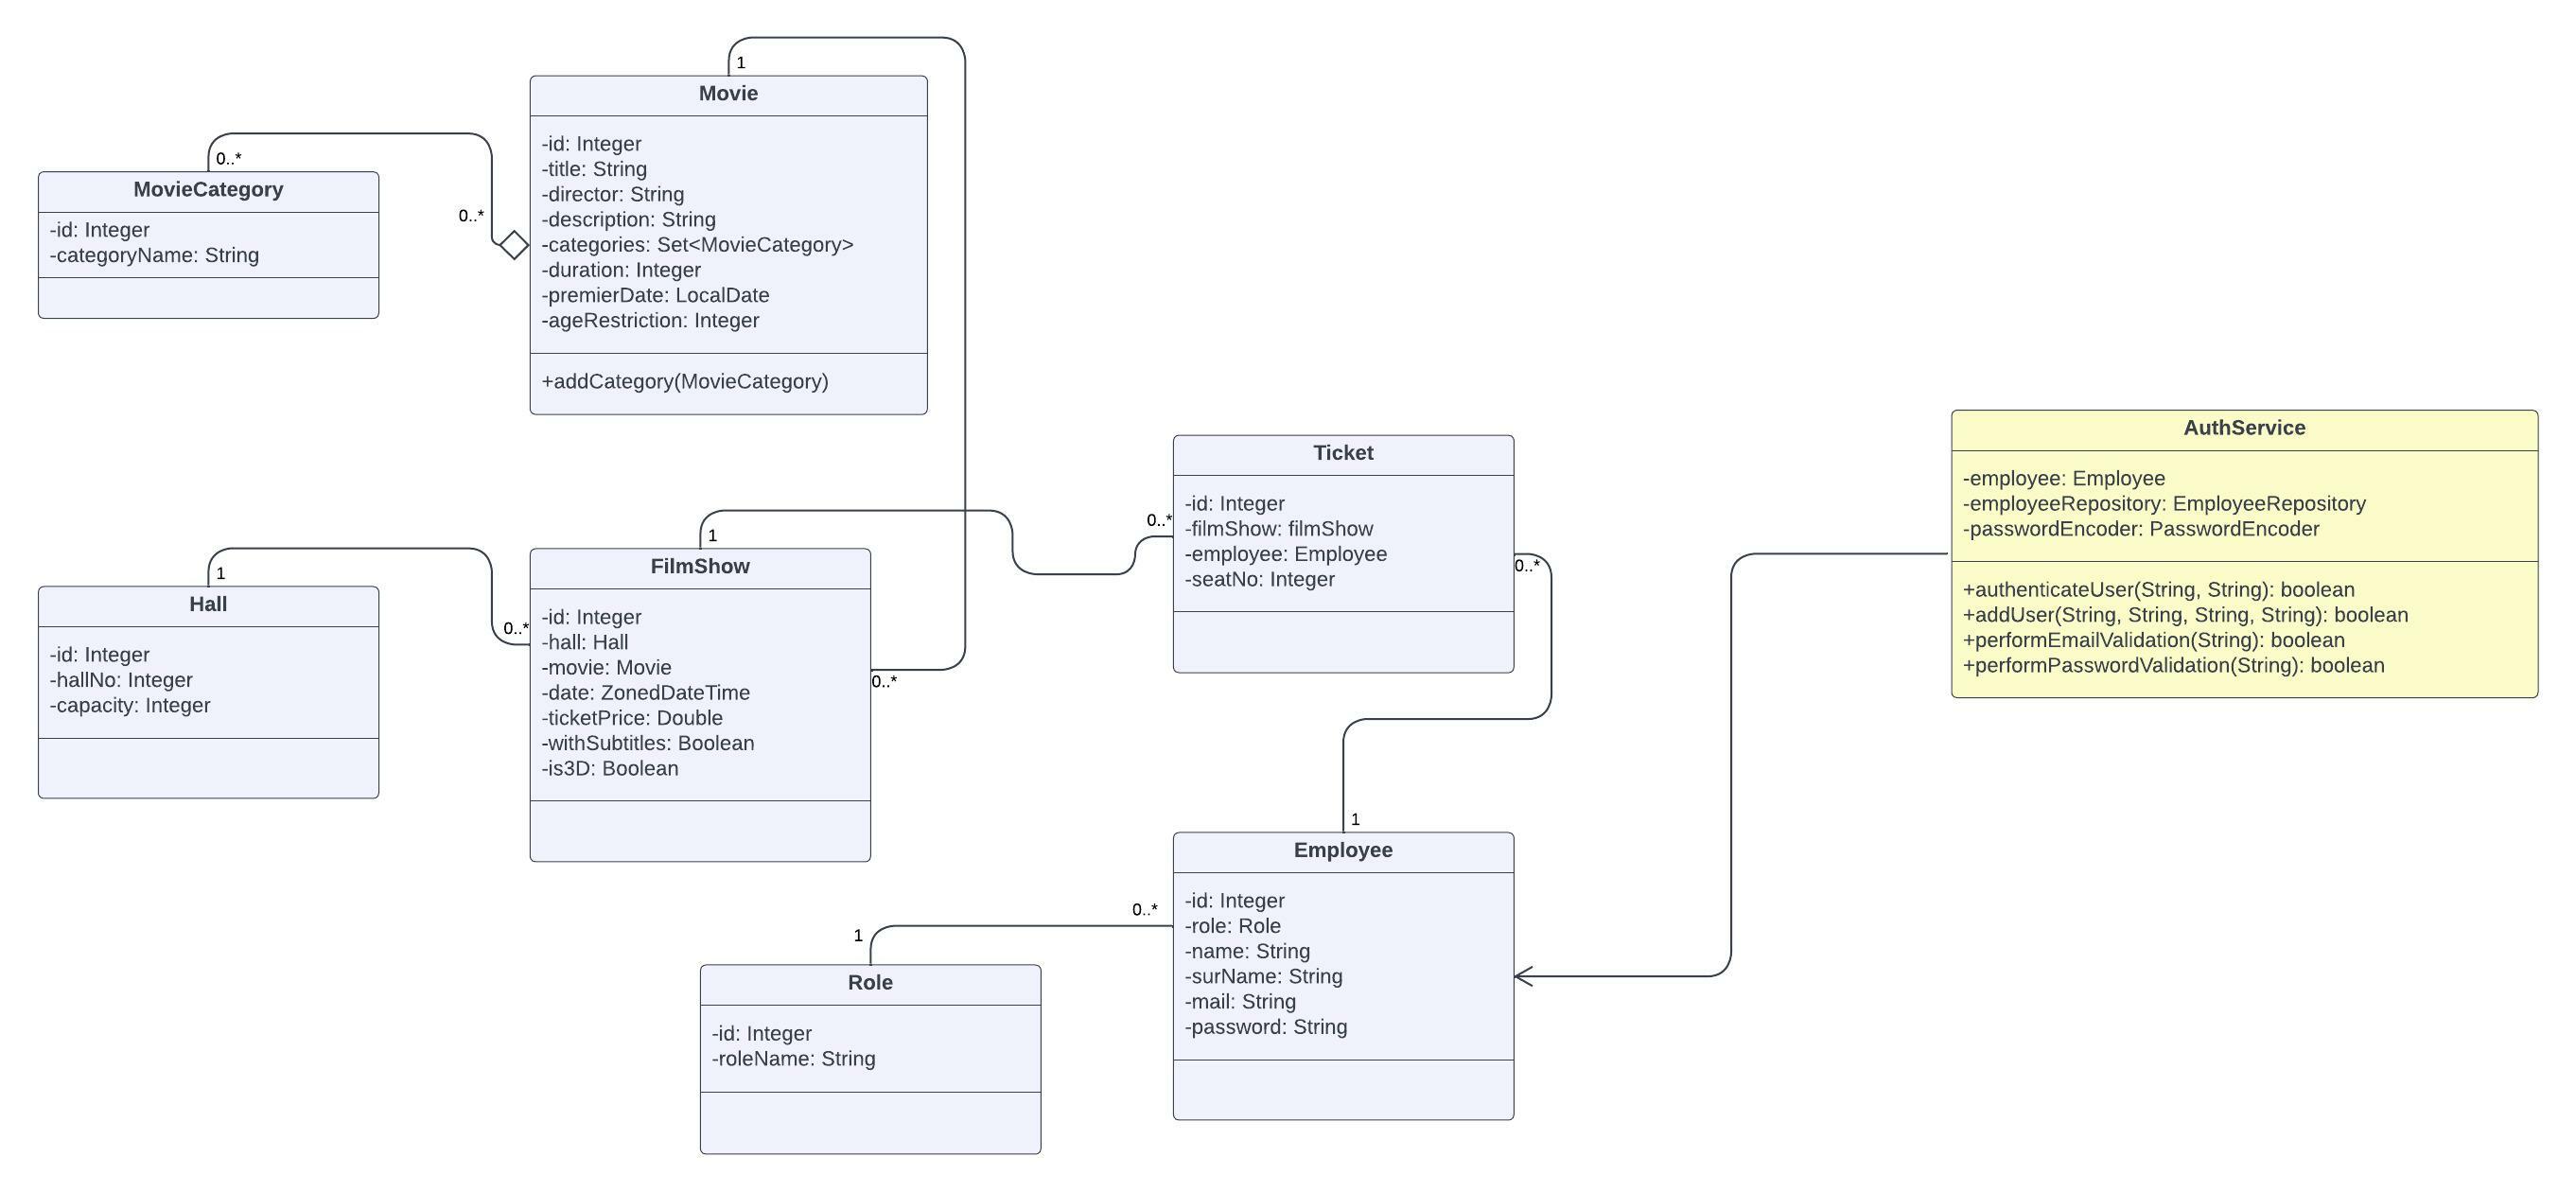 1
Movie
-id: Integer
-title: String
-director: String
-description: String
-categories: Set<MovieCategory>
-duration: Integer
-premierDate: LocalDate
-ageRestriction: Integer
+addCategory(MovieCategory)
0..*
0..*
MovieCategory
-id: Integer
-categoryName: String
1
Hall
-id: Integer
-hallNo: Integer
-capacity: Integer
0..*
1
FilmShow
-id: Integer
-hall: Hall
-movie: Movie
-date: ZonedDateTime
-ticketPrice: Double
-withSubtitles: Boolean
-is3D: Boolean
0..*
0..*
Ticket
-id: Integer
-filmShow: filmShow
-employee: Employee
-seatNo: Integer
0..*
1
Employee
-id: Integer
-role: Role
-name: String
-surName: String
-mail: String
-password: String
0..*
1
Role
-id: Integer
-roleName: String
AuthService
-employee: Employee
-employeeRepository: EmployeeRepository
-passwordEncoder: PasswordEncoder
+authenticateUser(String, String): boolean
+addUser(String, String, String, String): boolean
+performEmailValidation(String): boolean
+performPasswordValidation(String): boolean